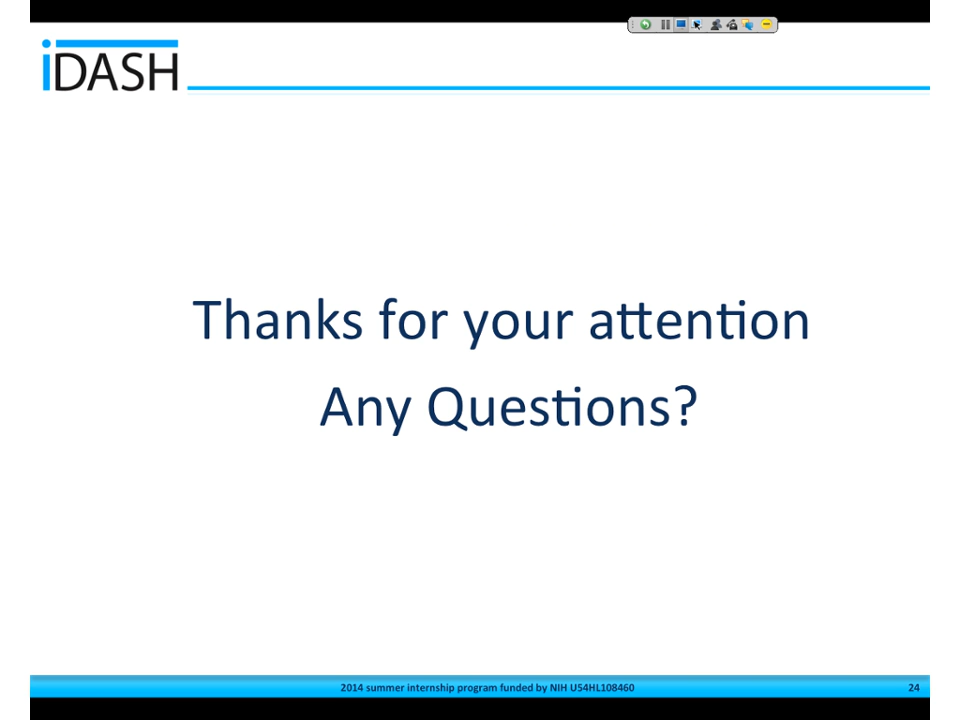 iDASH
Thanks for your attention
Any Questions?
2014 summer internship program funded by NIH U54HL108460
24